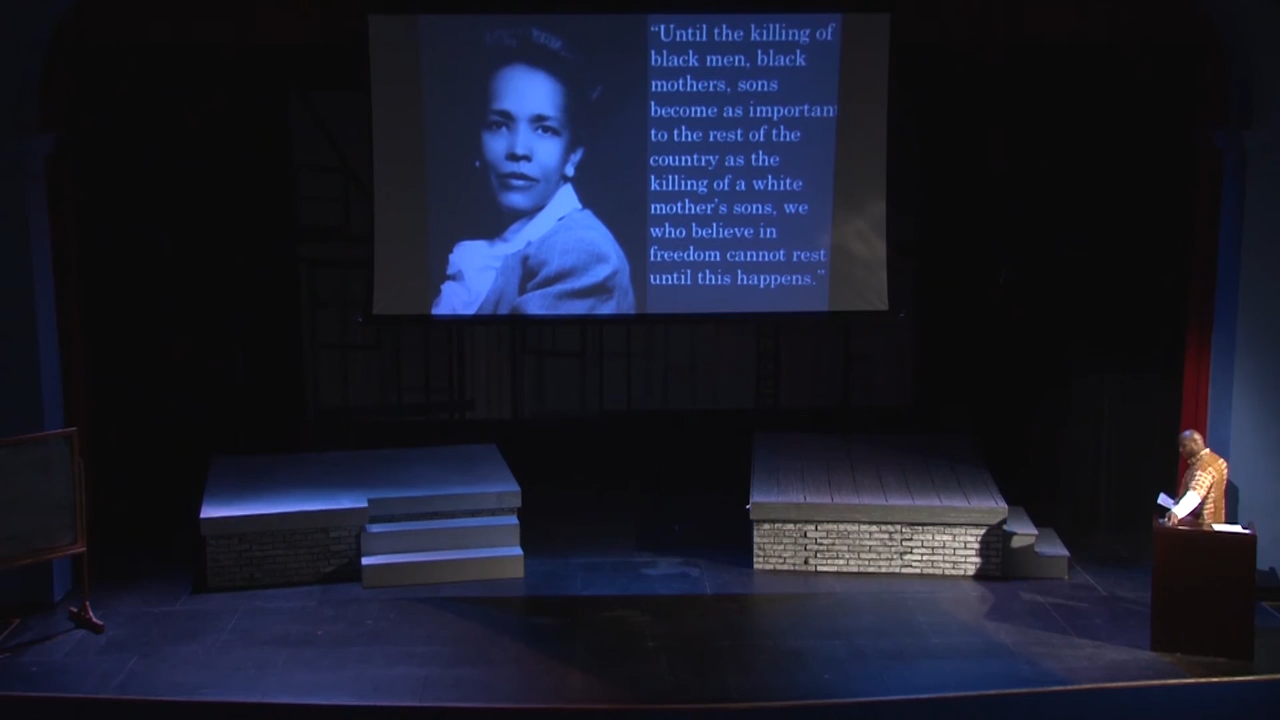 “Until the killing of
black men, black
mothers, sons
become as important
to the rest of the
country as the
killing of a white
mother’s sons, we
who believe in
freedom cannot rest
until this happens.”